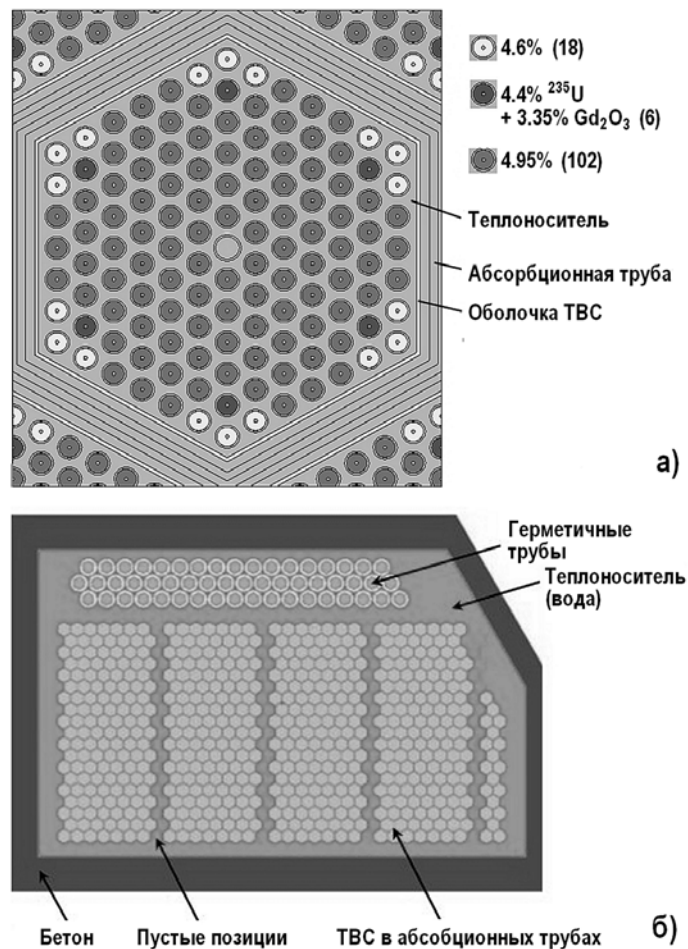 4.6% (18)
4.4% ²³⁵U
+ 3.35% Gd₂O₃ (6)
4.95% (102)
Теплоноситель
Абсорбционная труба
Оболочка ТВС
а)
Герметичные
трубы
Теплоноситель
(вода)
Бетон
Пустые позиции
ТВС в абсобционных трубах
б)